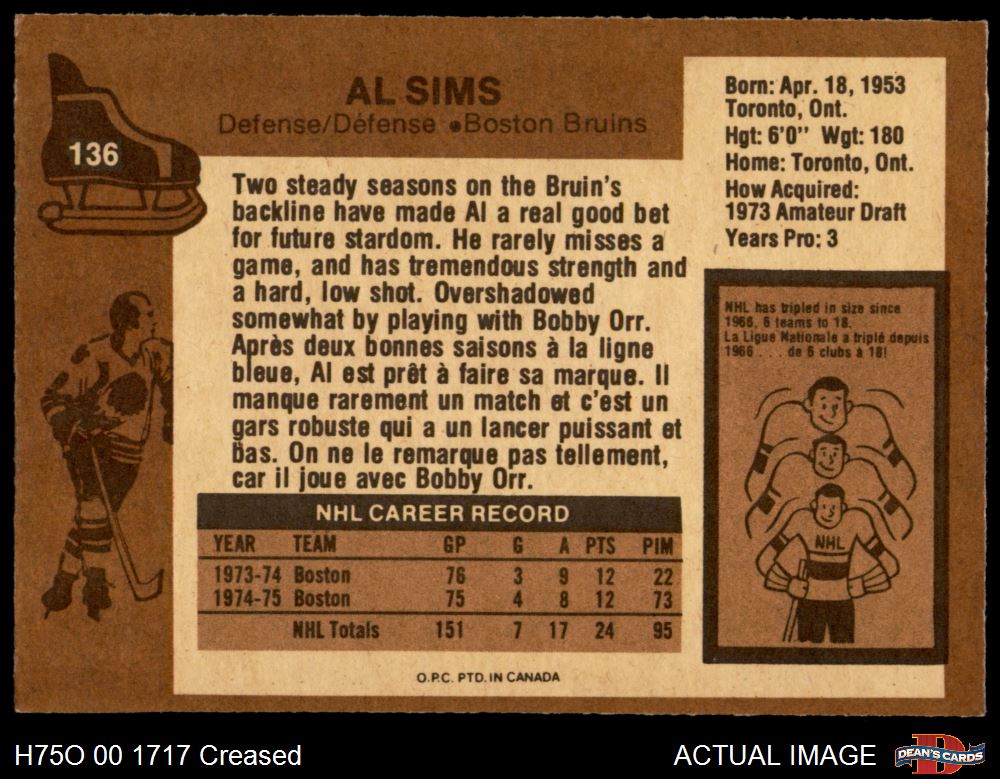 136
AL SIMS
Defense/Défense •Boston Bruins
Born: Apr. 18, 1953
Toronto, Ont.
Hgt: 6'0" Wgt: 180
Home: Toronto, Ont.
How Acquired:
1973 Amateur Draft
Years Pro: 3
Two steady seasons on the Bruin's
backline have made Al a real good bet
for future stardom. He rarely misses a
game, and has tremendous strength and
a hard, low shot. Overshadowed
somewhat by playing with Bobby Orr.
Après deux bonnes saisons à la ligne
bleue, Al est prêt à faire sa marque. Il
manque rarement un match et c'est un
gars robuste qui a un lancer puissant et
bas. On ne le remarque pas tellement,
car il joue avec Bobby Orr.
NHL has tripled in size since
1966, 6 teams to 18.
La Ligue Nationale a triplé depuis
1966 . . . . de 6 clubs à 18!
NHL
NHL CAREER RECORD
YEAR TEAM GP G A PTS PIM
1973-74 Boston 76 3 9 12 22
1974-75 Boston 75 4 8 12 73
NHL Totals 151 7 17 24 95
O.P.C. PTD. IN CANADA
H75O 00 1717 Creased
ACTUAL IMAGE
DEAN'S CARDS